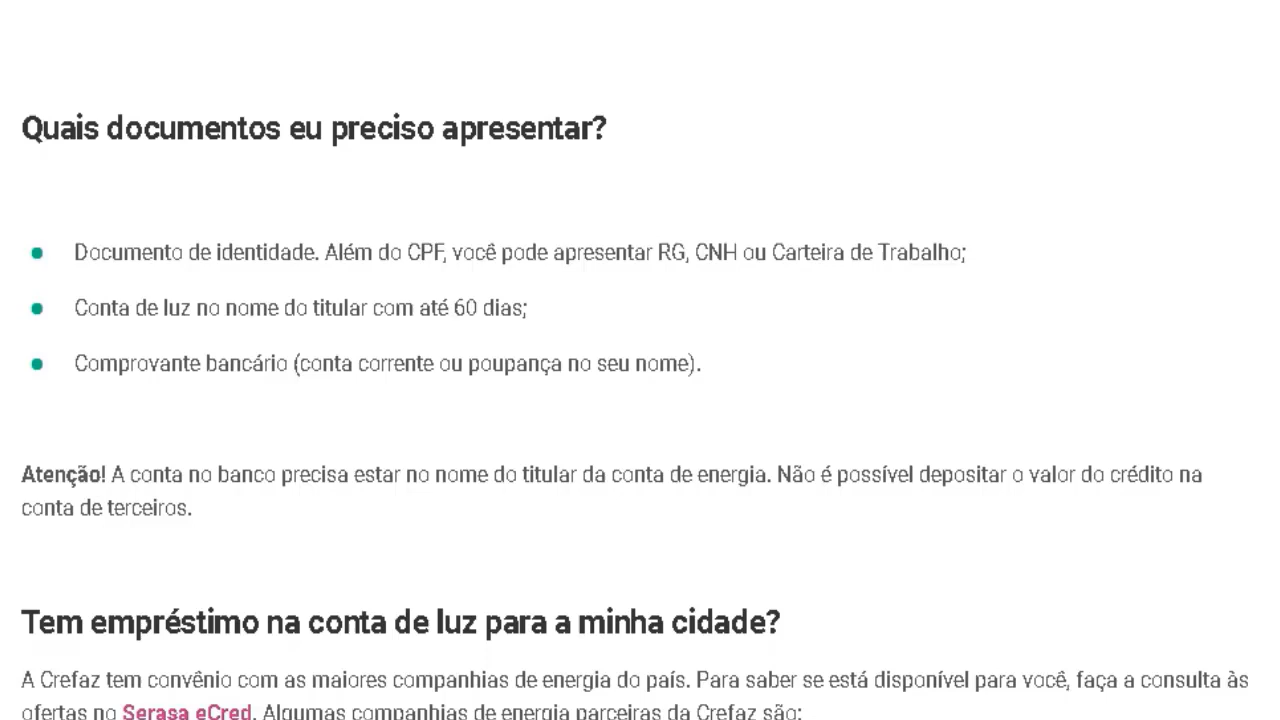 Quais documentos eu preciso apresentar?
Documento de identidade. Além do CPF, você pode apresentar RG, CNH ou Carteira de Trabalho;
Conta de luz no nome do titular com até 60 dias;
Comprovante bancário (conta corrente ou poupança no seu nome).
Atenção! A conta no banco precisa estar no nome do titular da conta de energia. Não é possível depositar o valor do crédito na
conta de terceiros.
Tem empréstimo na conta de luz para a minha cidade?
A Crefaz tem convênio com as maiores companhias de energia do país. Para saber se está disponível para você, faça a consulta às
ofertas no Serasa eCred. Algumas companhias de energia parceiras da Crefaz são: